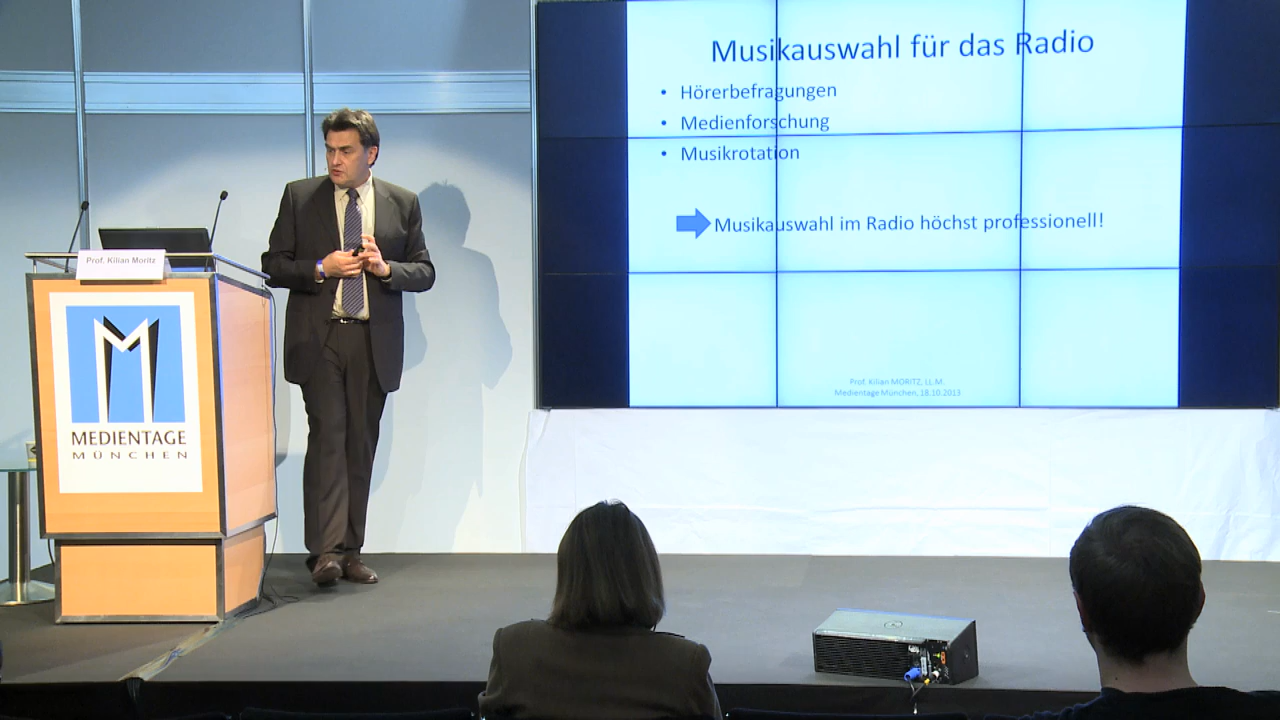 Musikauswahl für das Radio
• Hörerbefragungen
• Medienforschung
• Musikrotation
Musikauswahl im Radio höchst professionell!
Prof. Kilian MORITZ, LL.M.
Medientage München, 18.10.2013
Prof. Kilian Moritz
M
MEDIENTAGE
MÜNCHEN